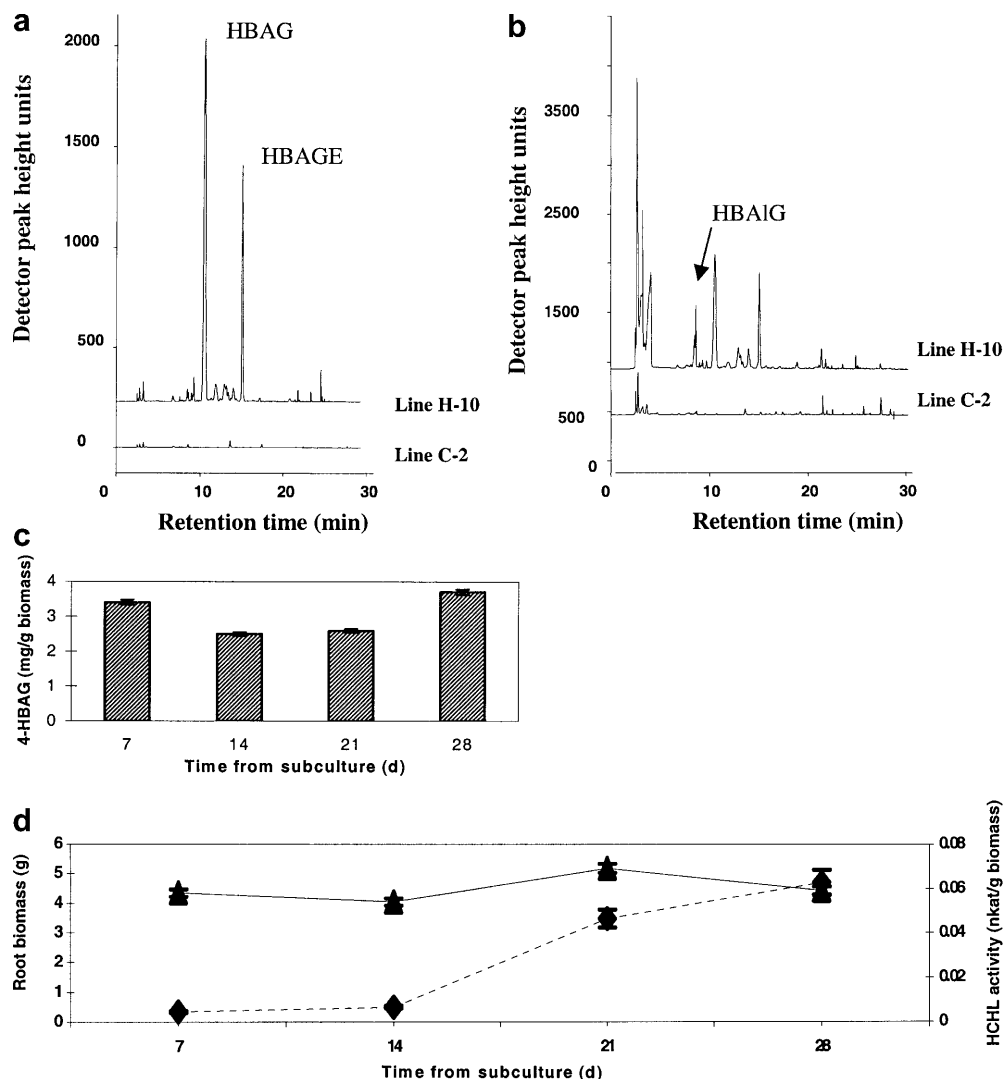 a
HBAG
HBAGE
Detector peak height units
2000
1500
1000
500
0
Line H-10
Line C-2
0 10 20 30
Retention time (min)
b
HBAlG
Detector peak height units
3500
2500
1500
500
0
Line H-10
Line C-2
0 10 20 30
Retention time (min)
c
4-HBAG (mg/g biomass)
4
3
2
1
0
7 14 21 28
Time from subculture (d)
d
Root biomass (g)
6
5
4
3
2
1
0
0.08
0.06
0.04
0.02
0
HCHL activity (nkat/g biomass)
7 14 21 28
Time from subculture (d)